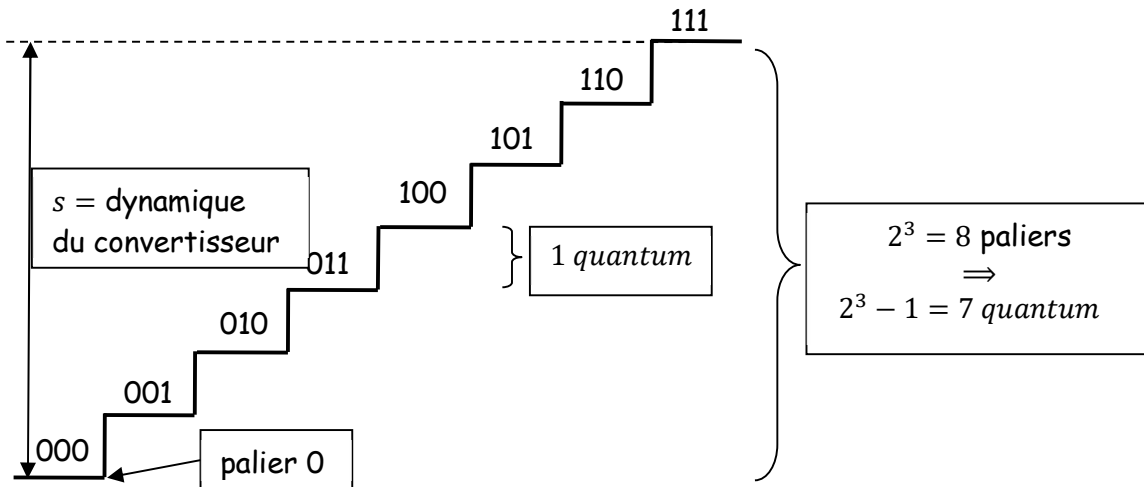 111
110
101
100
𝑠 = dynamique
du convertisseur
011
1 quantum
2³ = 8 paliers
⟹
2³ − 1 = 7 quantum
010
001
000
palier 0